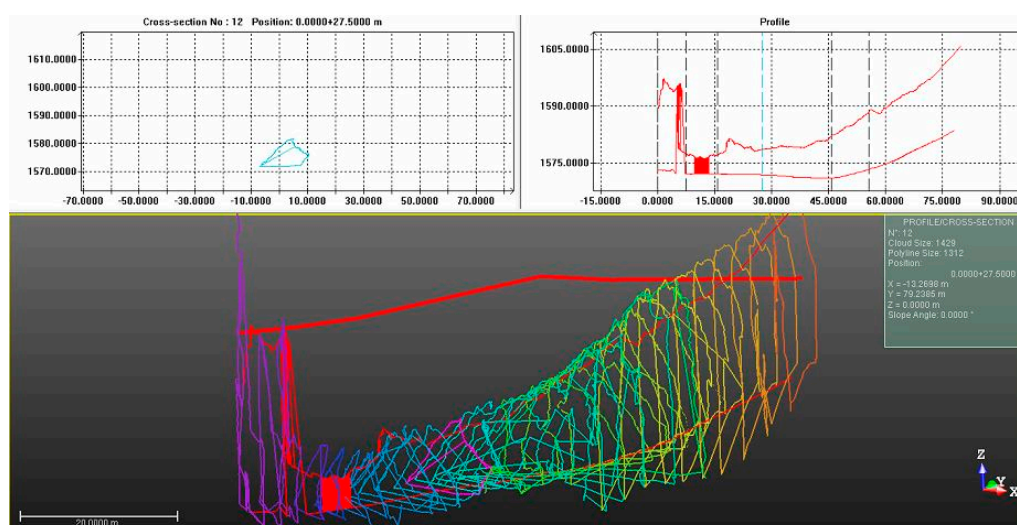 Cross-section No : 12 Position: 0.0000+27.5000 m
1610.0000
1600.0000
1590.0000
1580.0000
1570.0000
-70.0000 -50.0000 -30.0000 -10.0000 10.0000 30.0000 50.0000 70.0000
Profile
1605.0000
1590.0000
1575.0000
-15.0000 0.0000 15.0000 30.0000 45.0000 60.0000 75.0000 90.0000
PROFILE/CROSS-SECTION
N°: 12
Cloud Size: 1429
Polyline Size: 1312
Position:
0.0000+27.5000
X = -13.2696 m
Y = 79.2385 m
Z = 0.0000 m
Slope Angle: 0.0000 °
20.0000 m
Z
Y
X